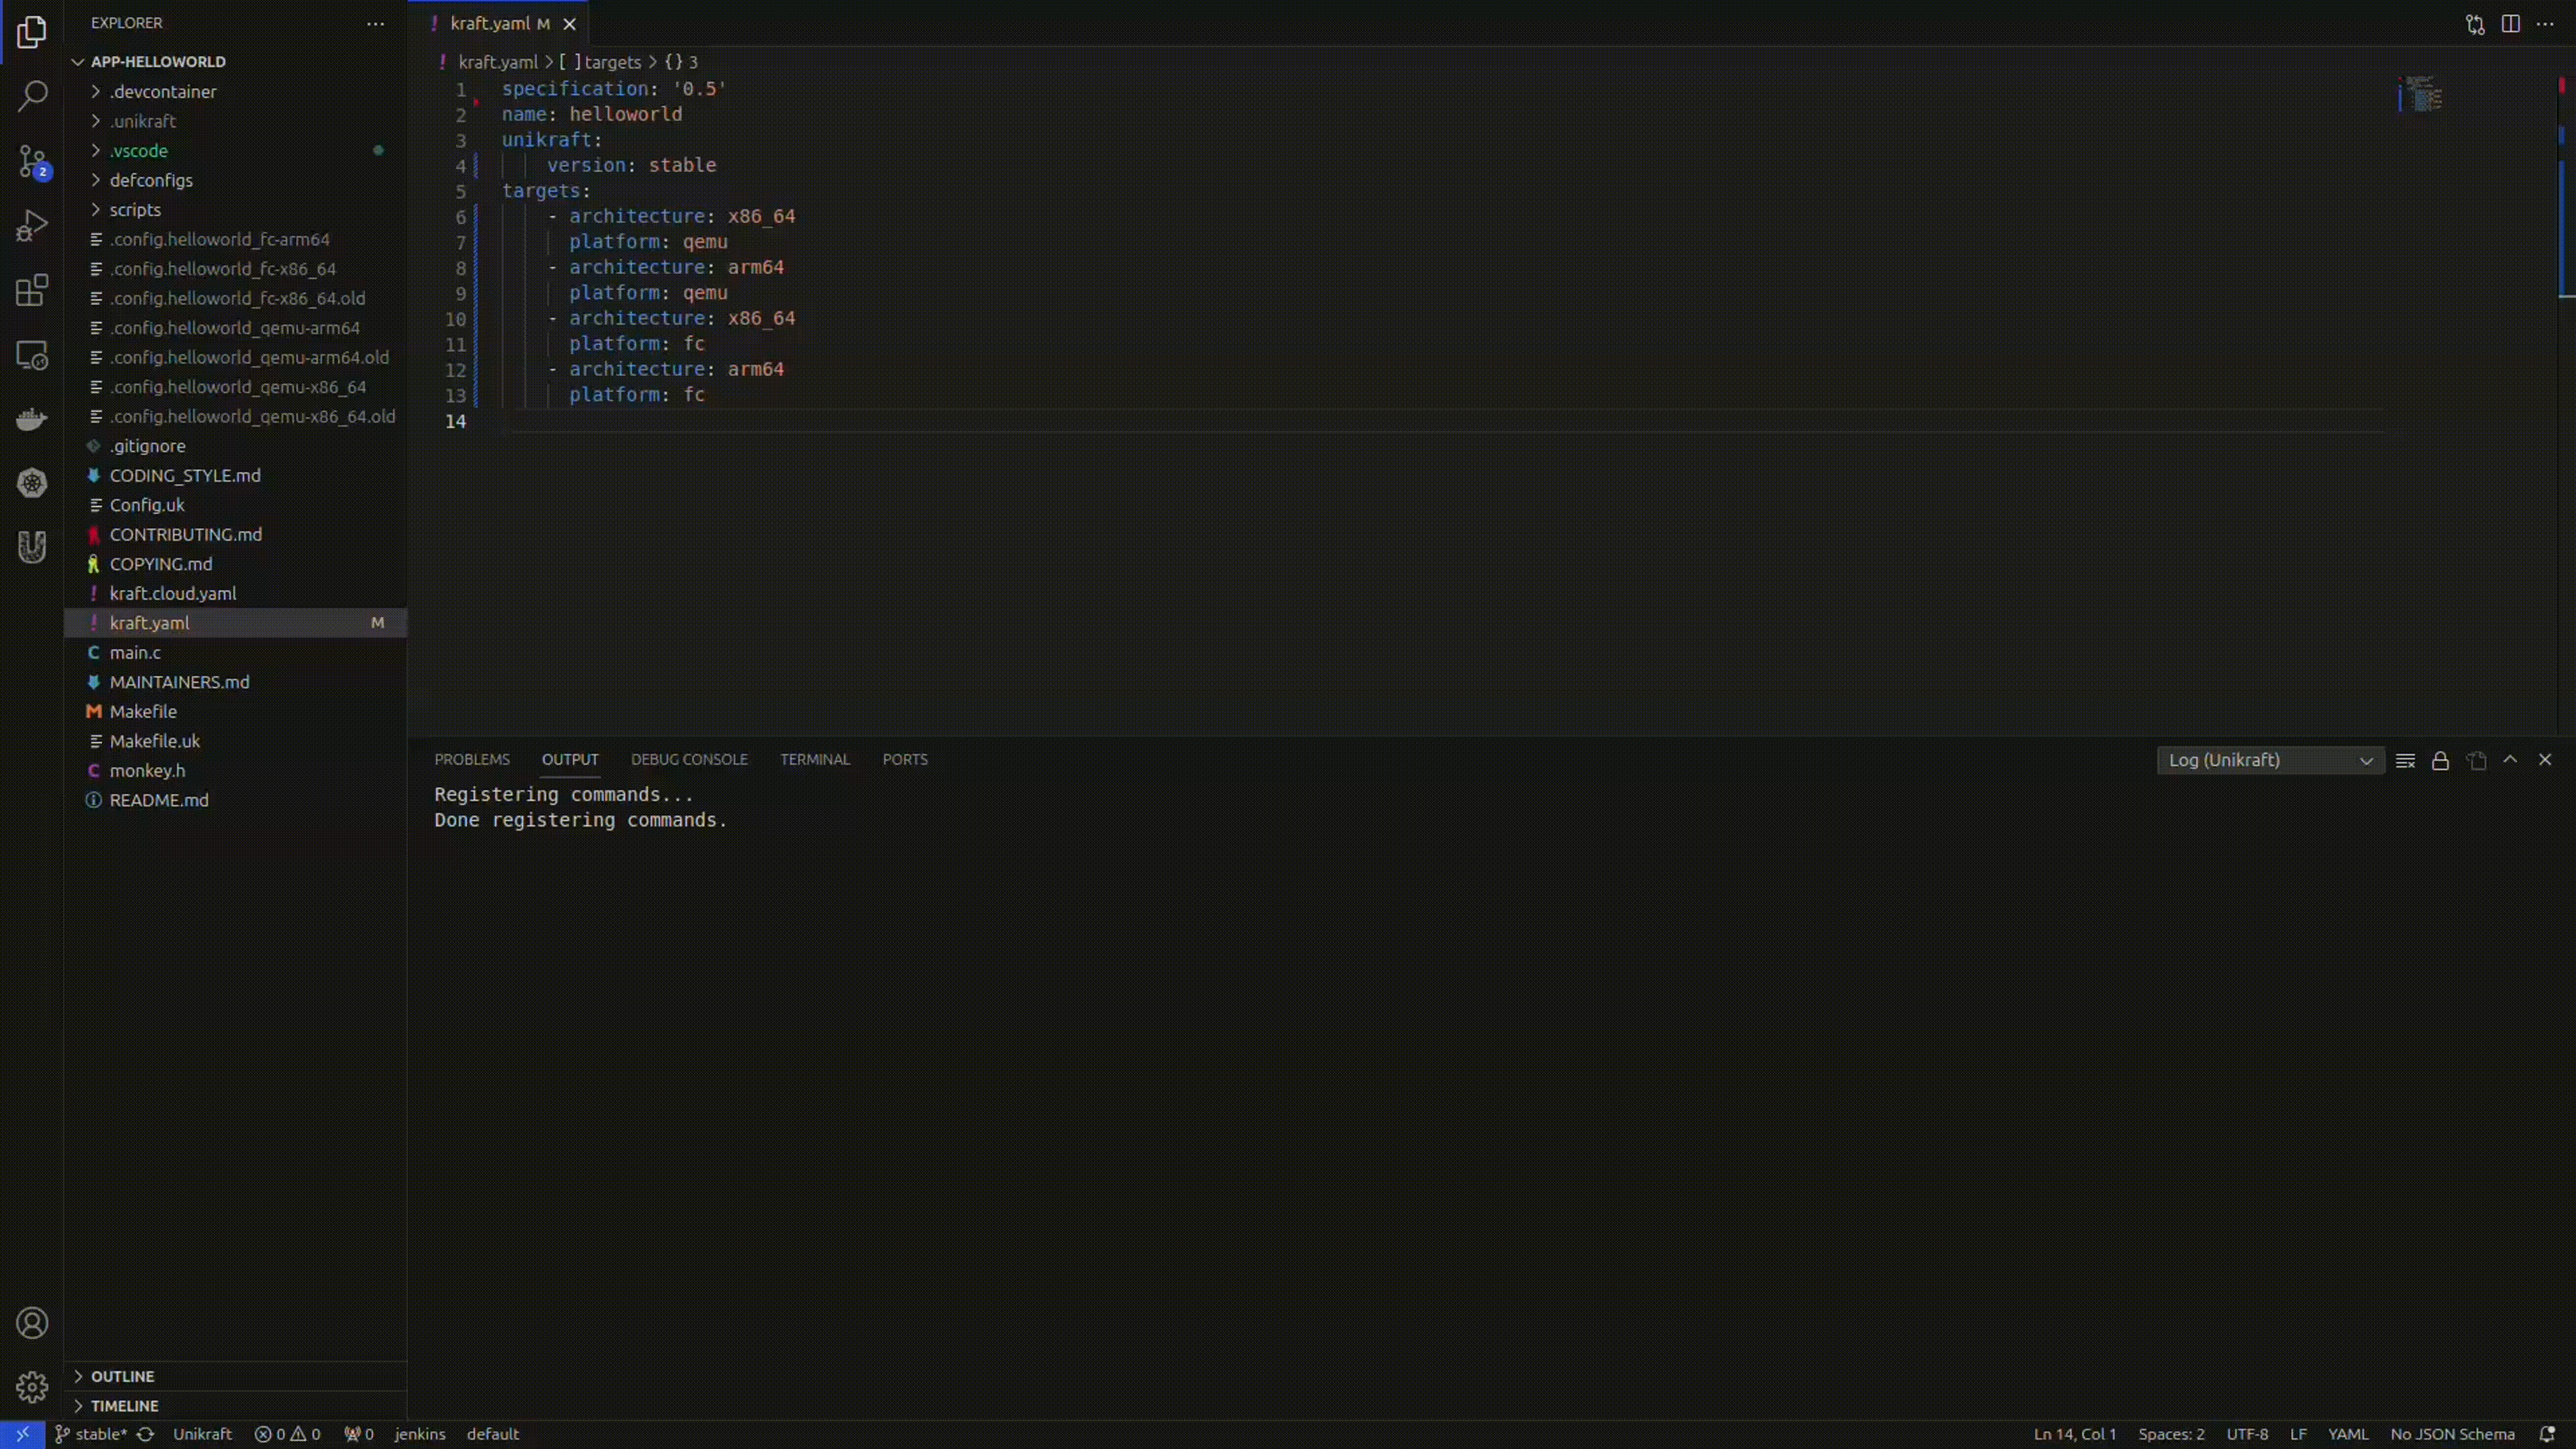 EXPLORER
APP-HELLOWORLD
.devcontainer
.unikraft
.vscode
defconfigs
scripts
.config.helloworld_fc-arm64
.config.helloworld_fc-x86_64
.config.helloworld_fc-x86_64.old
.config.helloworld_qemu-arm64
.config.helloworld_qemu-arm64.old
.config.helloworld_qemu-x86_64
.config.helloworld_qemu-x86_64.old
.gitignore
CODING_STYLE.md
Config.uk
CONTRIBUTING.md
COPYING.md
! kraft.cloud.yaml
! kraft.yaml M
C main.c
MAINTAINERS.md
M Makefile
Makefile.uk
C monkey.h
README.md
OUTLINE
TIMELINE
2
! kraft.yaml M
! kraft.yaml > [ ] targets > {} 3
1 specification: '0.5'
2 name: helloworld
3 unikraft:
4 version: stable
5 targets:
6 - architecture: x86_64
7 platform: qemu
8 - architecture: arm64
9 platform: qemu
10 - architecture: x86_64
11 platform: fc
12 - architecture: arm64
13 platform: fc
14
PROBLEMS OUTPUT DEBUG CONSOLE TERMINAL PORTS Log (Unikraft)
Registering commands...
Done registering commands.
stable* Unikraft 0 0 0 jenkins default Ln 14, Col 1 Spaces: 2 UTF-8 LF YAML No JSON Schema